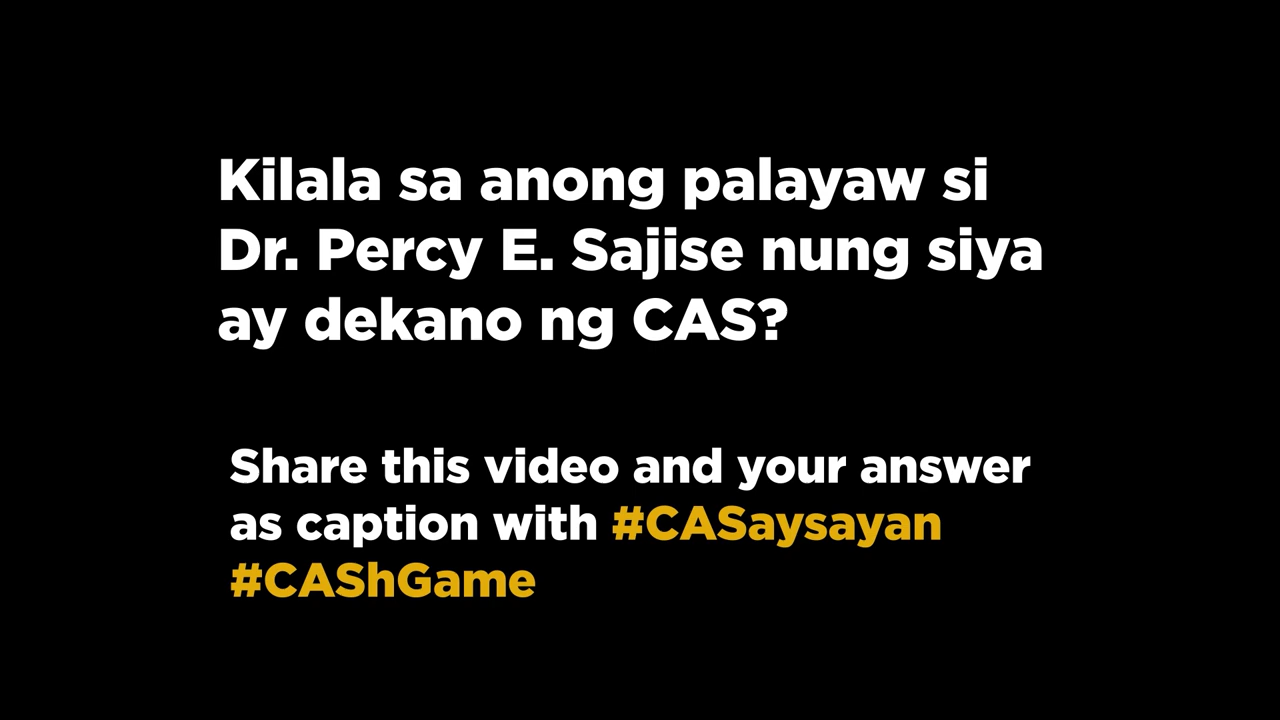 Kilala sa anong palayaw si
Dr. Percy E. Sajise nung siya
ay dekano ng CAS?
Share this video and your answer
as caption with #CASaysayan
#CAShGame